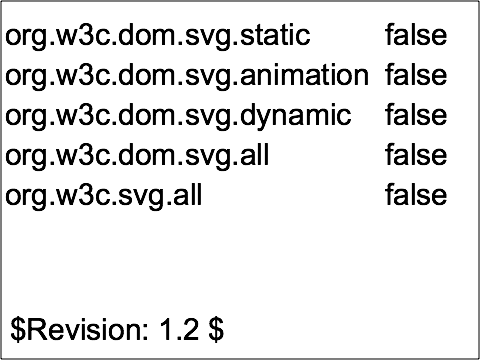 org.w3c.dom.svg.static false
org.w3c.dom.svg.animation false
org.w3c.dom.svg.dynamic false
org.w3c.dom.svg.all false
org.w3c.svg.all false
$Revision: 1.2 $